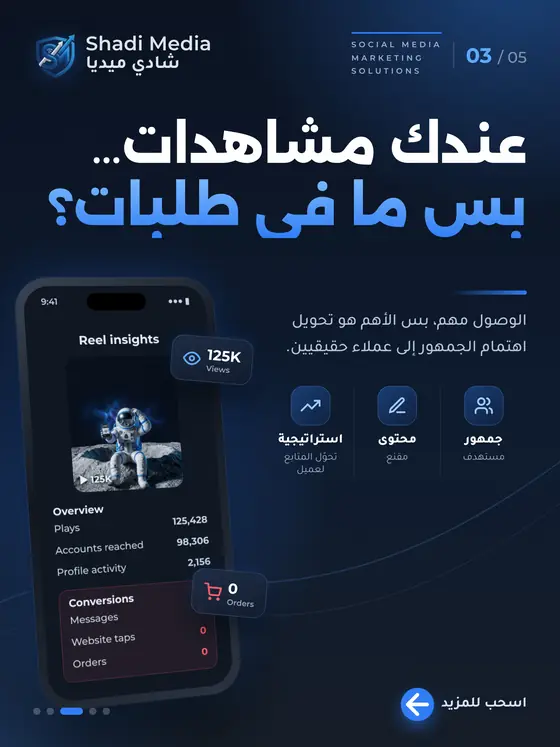 Shadi Media
شادي ميديا
SOCIAL MEDIA
MARKETING
SOLUTIONS
03 / 05
عندك مشاهدات...
بس ما في طلبات؟
الوصول مهم، بس الأهم هو تحويل
اهتمام الجمهور إلى عملاء حقيقيين.
جمهور
مستهدف
محتوى
مقنع
استراتيجية
تحوّل المتابع
لعميل
9:41
Reel insights
125K
Views
125K
Overview
Plays 125,428
Accounts reached 98,306
Profile activity 2,156
0
Orders
Conversions
Messages
Website taps 0
Orders 0
اسحب للمزيد